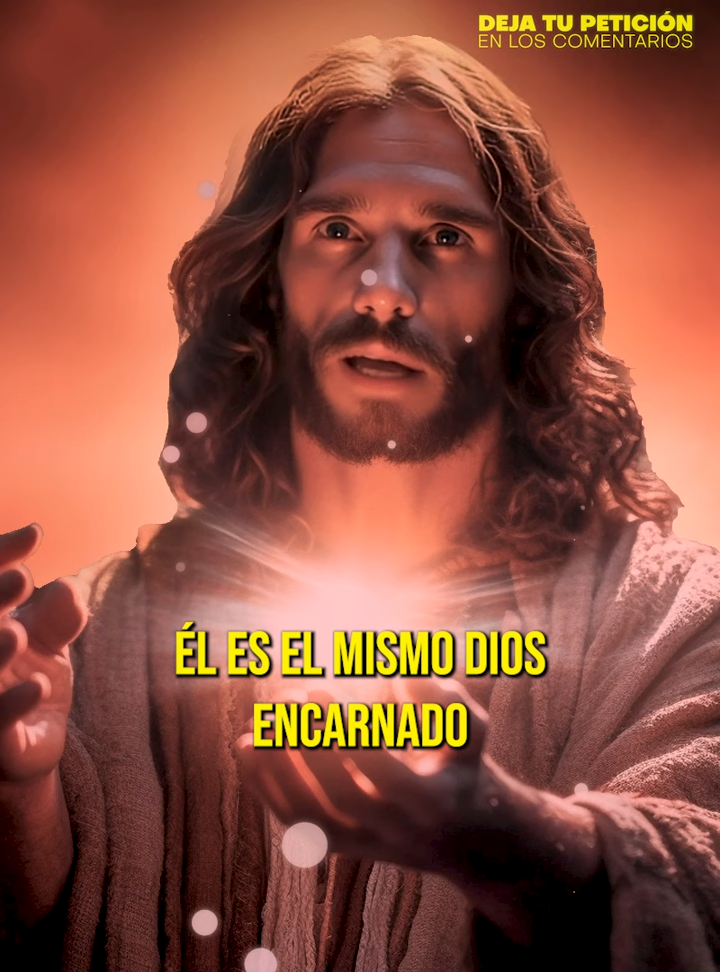 DEJA TU PETICIÓN
EN LOS COMENTARIOS
ÉL ES EL MISMO DIOS
ENCARNADO